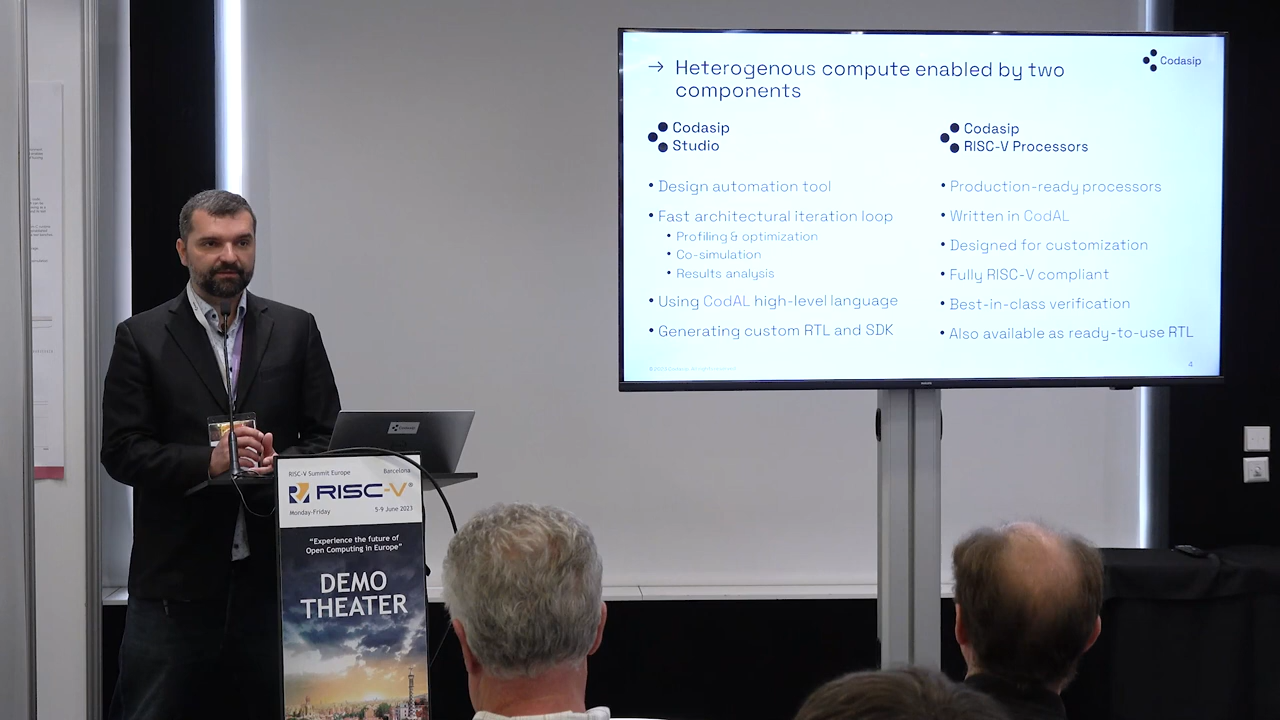 → Heterogenous compute enabled by two
components
Codasip
Codasip
Studio
• Design automation tool
• Fast architectural iteration loop
• Profiling & optimization
• Co-simulation
• Results analysis
• Using CodAL high-level language
• Generating custom RTL and SDK
Codasip
RISC-V Processors
• Production-ready processors
• Written in CodAL
• Designed for customization
• Fully RISC-V compliant
• Best-in-class verification
• Also available as ready-to-use RTL
4
Codasip
RISC-V Summit Europe Barcelona
RISC-V®
Monday-Friday 5-9 June 2023
"Experience the future of
Open Computing in Europe"
DEMO
THEATER